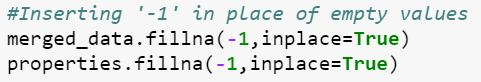 #Inserting '-1' in place of empty values
merged_data.fillna(-1,inplace=True)
properties.fillna(-1,inplace=True)